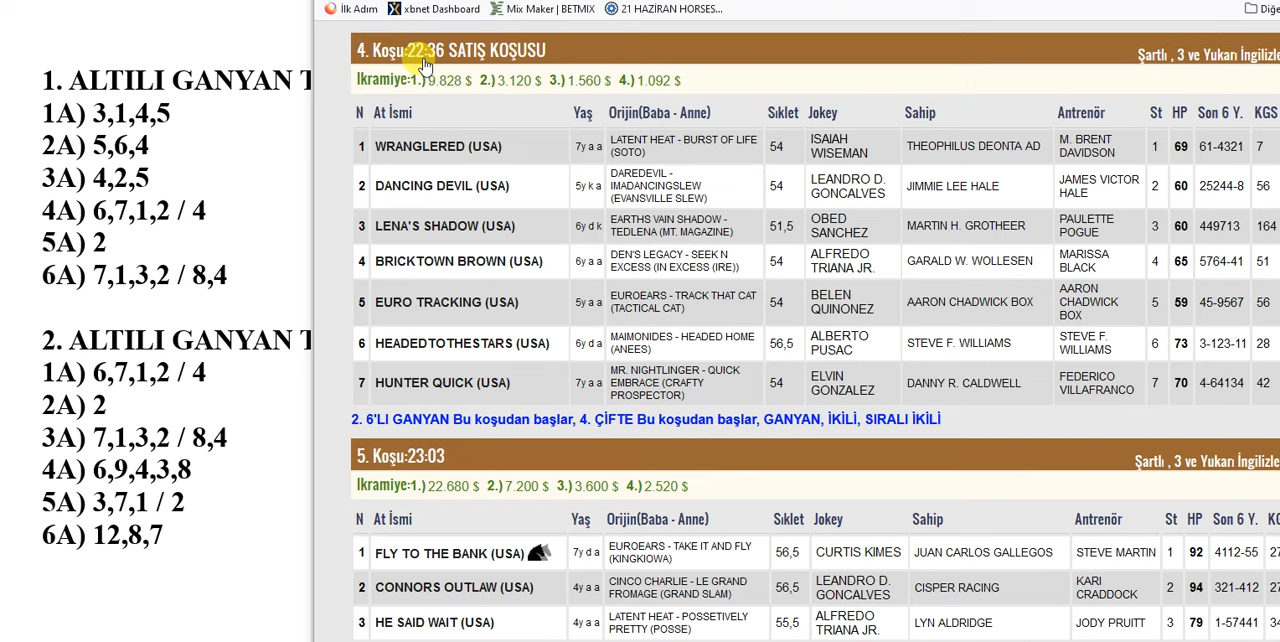 İlk Adım xbnet Dashboard Mix Maker | BETMIX 21 HAZİRAN HORSES...
1. ALTILI GANYAN
1A) 3,1,4,5
2A) 5,6,4
3A) 4,2,5
4A) 6,7,1,2 / 4
5A) 2
6A) 7,1,3,2 / 8,4
2. ALTILI GANYAN
1A) 6,7,1,2 / 4
2A) 2
3A) 7,1,3,2 / 8,4
4A) 6,9,4,3,8
5A) 3,7,1 / 2
6A) 12,8,7
4. Koşu:22:36 SATIŞ KOŞUSU
Şartlı , 3 ve Yukarı İngilizle
İkramiye:1.) 9.828 $ 2.) 3.120 $ 3.) 1.560 $ 4.) 1.092 $
N At İsmi Yaş Orijin(Baba - Anne) Sıklet Jokey Sahip Antrenör St HP Son 6 Y. KGS
1 WRANGLERED (USA) 7y a a LATENT HEAT - BURST OF LIFE (SOTO) 54 ISAIAH WISEMAN THEOPHILUS DEONTA AD M. BRENT DAVIDSON 1 69 61-4321 7
2 DANCING DEVIL (USA) 5y k a DAREDEVIL - IMADANCINGSLEW (EVANSVILLE SLEW) 54 LEANDRO D. GONCALVES JIMMIE LEE HALE JAMES VICTOR HALE 2 60 25244-8 56
3 LENA'S SHADOW (USA) 6y d k EARTHS VAIN SHADOW - TEDLENA (MT. MAGAZINE) 51,5 OBED SANCHEZ MARTIN H. GROTHEER PAULETTE POGUE 3 60 449713 164
4 BRICKTOWN BROWN (USA) 6y a a DEN'S LEGACY - SEEK N EXCESS (IN EXCESS (IRE)) 54 ALFREDO TRIANA JR. GARALD W. WOLLESEN MARISSA BLACK 4 65 5764-41 51
5 EURO TRACKING (USA) 5y a a EUROEARS - TRACK THAT CAT (TACTICAL CAT) 54 BELEN QUINONEZ AARON CHADWICK BOX AARON CHADWICK BOX 5 59 45-9567 56
6 HEADEDTOTHESTARS (USA) 6y d a MAIMONIDES - HEADED HOME (ANEES) 56,5 ALBERTO PUSAC STEVE F. WILLIAMS STEVE F. WILLIAMS 6 73 3-123-11 28
7 HUNTER QUICK (USA) 7y a a MR. NIGHTLINGER - QUICK EMBRACE (CRAFTY PROSPECTOR) 54 ELVIN GONZALEZ DANNY R. CALDWELL FEDERICO VILLAFRANCO 7 70 4-64134 42
2. 6'LI GANYAN Bu koşudan başlar, 4. ÇİFTE Bu koşudan başlar, GANYAN, İKİLİ, SIRALI İKİLİ
5. Koşu:23:03
Şartlı , 3 ve Yukarı İngilizle
İkramiye:1.) 22.680 $ 2.) 7.200 $ 3.) 3.600 $ 4.) 2.520 $
N At İsmi Yaş Orijin(Baba - Anne) Sıklet Jokey Sahip Antrenör St HP Son 6 Y.
1 FLY TO THE BANK (USA) 7y d a EUROEARS - TAKE IT AND FLY (KINGKIOWA) 56,5 CURTIS KIMES JUAN CARLOS GALLEGOS STEVE MARTIN 1 92 4112-55
2 CONNORS OUTLAW (USA) 4y a a CINCO CHARLIE - LE GRAND FROMAGE (GRAND SLAM) 56,5 LEANDRO D. GONCALVES CISPER RACING KARI CRADDOCK 2 94 321-412
3 HE SAID WAIT (USA) 4y a a LATENT HEAT - POSSETIVELY PRETTY (POSSE) 55,5 ALFREDO TRIANA JR. LYN ALDRIDGE JODY PRUITT 3 79 1-57441